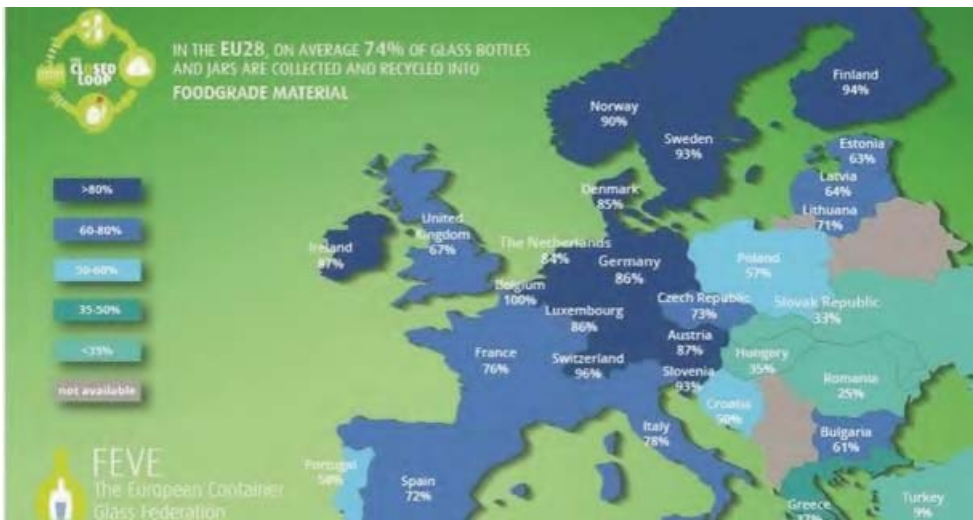 THE
CLOSED
LOOP
IN THE EU28, ON AVERAGE 74% OF GLASS BOTTLES
AND JARS ARE COLLECTED AND RECYCLED INTO
FOODGRADE MATERIAL
>80%
60-80%
50-60%
35-50%
<35%
not available
Finland
94%
Norway
90%
Sweden
93%
Estonia
63%
Latvia
64%
Lithuana
71%
Denmark
85%
United
Kingdom
67%
Ireland
87%
The Netherlands
84%
Germany
86%
Poland
57%
Belgium
100%
Luxembourg
86%
Czech Republic
73%
Slovak Republic
33%
France
76%
Switzerland
96%
Austria
87%
Slovenia
93%
Hungary
35%
Romania
25%
Croatia
50%
Italy
78%
Bulgaria
61%
Portugal
Spain
72%
Greece
Turkey
9%
FEVE
The European Container
Glass Federation